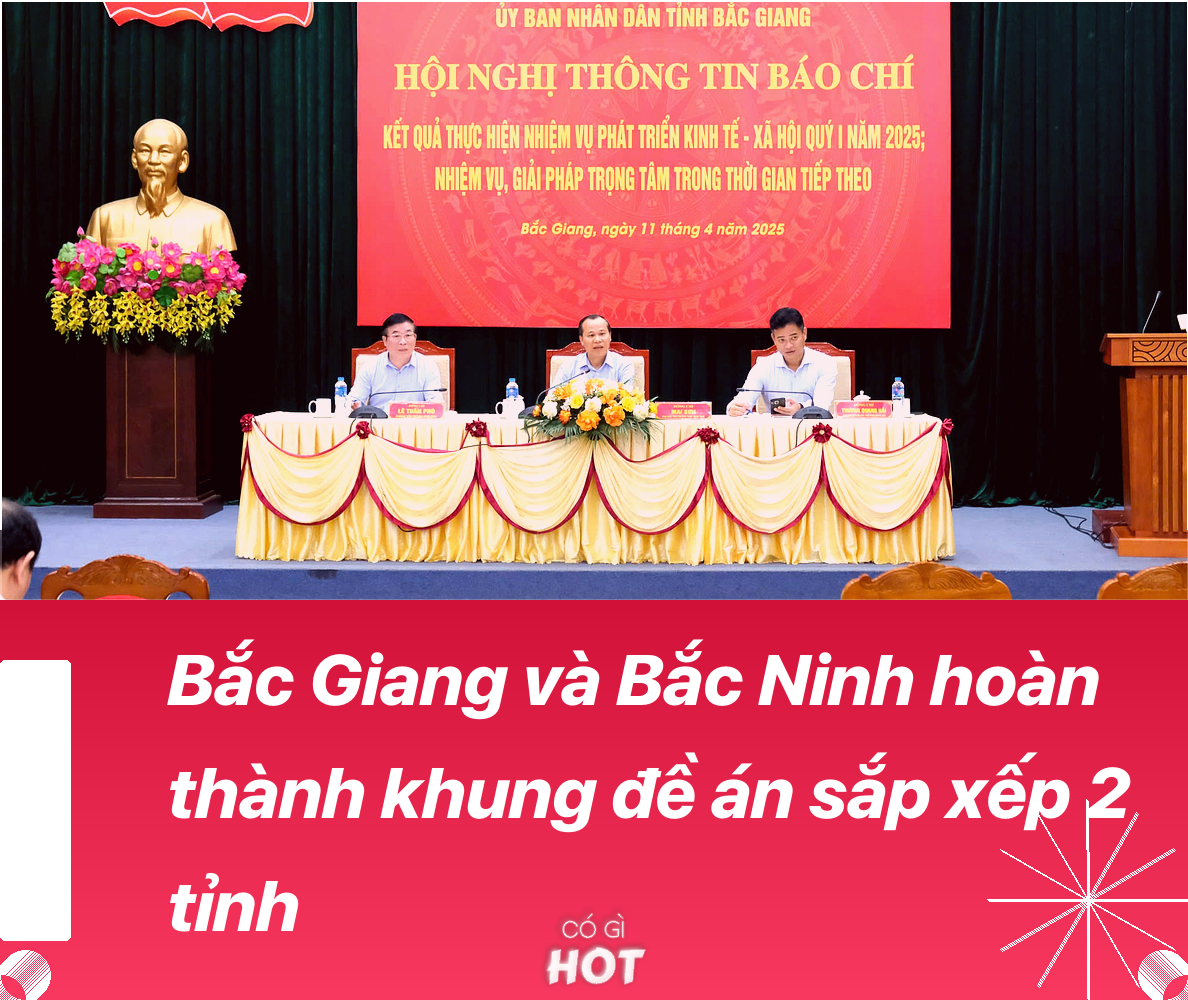 ỦY BAN NHÂN DÂN TỈNH BẮC GIANG
HỘI NGHỊ THÔNG TIN BÁO CHÍ
KẾT QUẢ THỰC HIỆN NHIỆM VỤ PHÁT TRIỂN KINH TẾ - XÃ HỘI QUÝ I NĂM 2025;
NHIỆM VỤ, GIẢI PHÁP TRỌNG TÂM TRONG THỜI GIAN TIẾP THEO
Bắc Giang, ngày 11 tháng 4 năm 2025
LÊ TUẤN PHÚ
MAI SƠN
TRƯƠNG QUANG HẢI
Bắc Giang và Bắc Ninh hoàn
thành khung đề án sắp xếp 2
tỉnh
CÓ GÌ
HOT